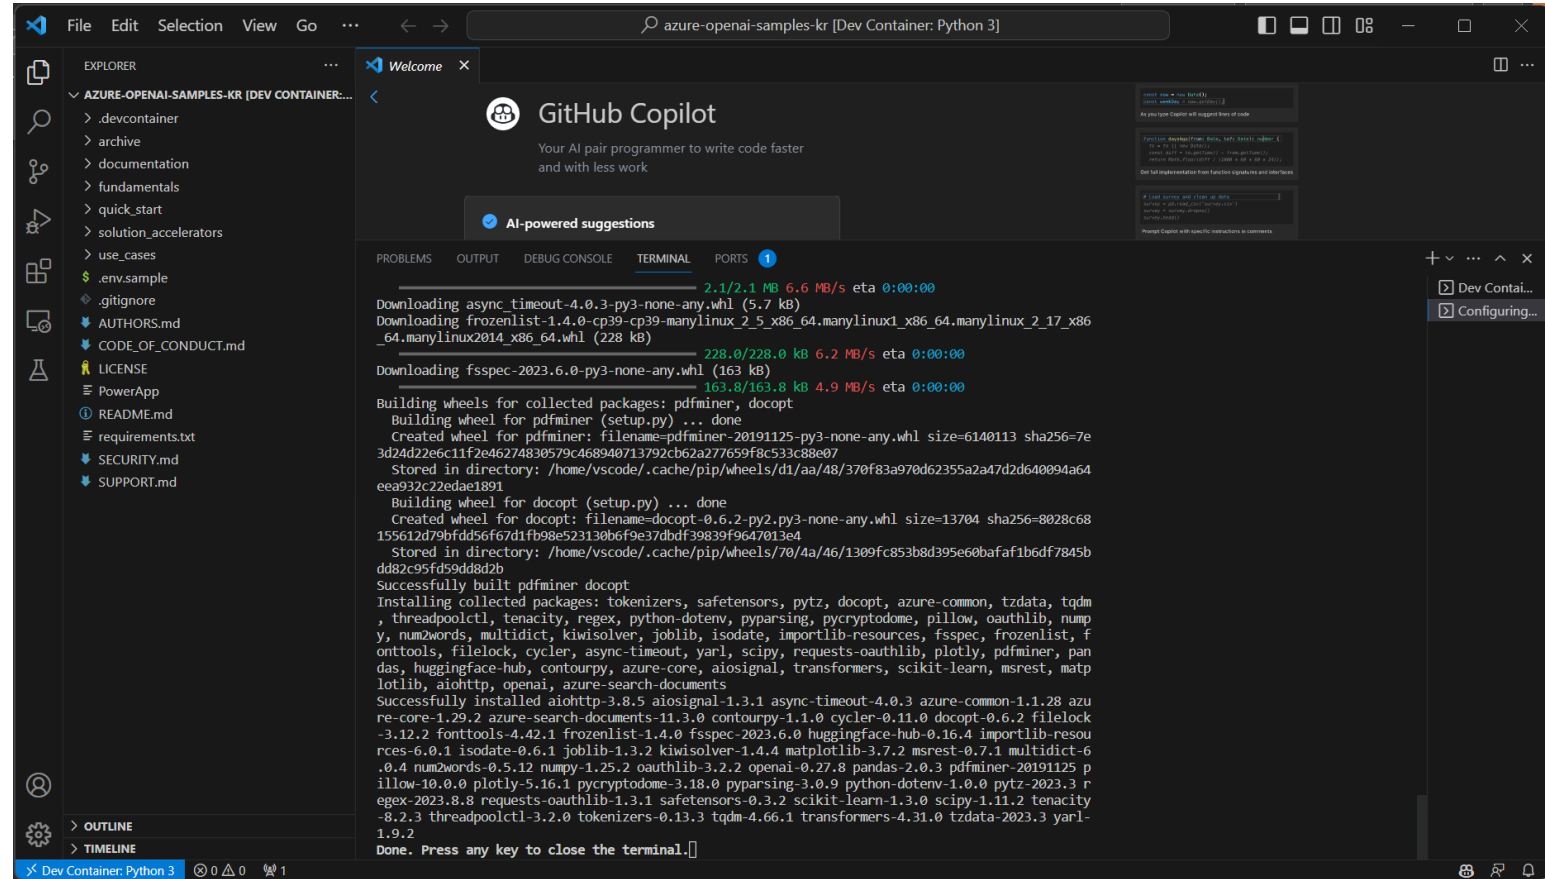 File Edit Selection View Go ···
azure-openai-samples-kr [Dev Container: Python 3]
EXPLORER ···
AZURE-OPENAI-SAMPLES-KR [DEV CONTAINER:...
.devcontainer
archive
documentation
fundamentals
quick_start
solution_accelerators
use_cases
$ .env.sample
.gitignore
AUTHORS.md
CODE_OF_CONDUCT.md
LICENSE
PowerApp
README.md
requirements.txt
SECURITY.md
SUPPORT.md
OUTLINE
TIMELINE
Welcome
GitHub Copilot
Your AI pair programmer to write code faster
and with less work
AI-powered suggestions
As you type Copilot will suggest lines of code
Get full implementation from function signatures and interfaces
Prompt Copilot with specific instructions in comments
PROBLEMS OUTPUT DEBUG CONSOLE TERMINAL PORTS 1
2.1/2.1 MB 6.6 MB/s eta 0:00:00
Downloading async_timeout-4.0.3-py3-none-any.whl (5.7 kB)
Downloading frozenlist-1.4.0-cp39-cp39-manylinux_2_5_x86_64.manylinux1_x86_64.manylinux_2_17_x86
_64.manylinux2014_x86_64.whl (228 kB)
228.0/228.0 kB 6.2 MB/s eta 0:00:00
Downloading fsspec-2023.6.0-py3-none-any.whl (163 kB)
163.8/163.8 kB 4.9 MB/s eta 0:00:00
Building wheels for collected packages: pdfminer, docopt
Building wheel for pdfminer (setup.py) ... done
Created wheel for pdfminer: filename=pdfminer-20191125-py3-none-any.whl size=6140113 sha256=7e
3d24d22e6c11f2e46274830579c468940713792cb62a277659f8c533c88e07
Stored in directory: /home/vscode/.cache/pip/wheels/d1/aa/48/370f83a970d62355a2a47d2d640094a64
eea932c22edae1891
Building wheel for docopt (setup.py) ... done
Created wheel for docopt: filename=docopt-0.6.2-py2.py3-none-any.whl size=13704 sha256=8028c68
155612d79bfdd56f67d1fb98e523130b6f9e37dbdf39839f9647013e4
Stored in directory: /home/vscode/.cache/pip/wheels/70/4a/46/1309fc853b8d395e60bafaf1b6df7845b
dd82c95fd59dd8d2b
Successfully built pdfminer docopt
Installing collected packages: tokenizers, safetensors, pytz, docopt, azure-common, tzdata, tqdm
, threadpoolctl, tenacity, regex, python-dotenv, pyparsing, pycryptodome, pillow, oauthlib, nump
y, num2words, multidict, kiwisolver, joblib, isodate, importlib-resources, fsspec, frozenlist, f
onttools, filelock, cycler, async-timeout, yarl, scipy, requests-oauthlib, plotly, pdfminer, pan
das, huggingface-hub, contourpy, azure-core, aiosignal, transformers, scikit-learn, msrest, matp
lotlib, aiohttp, openai, azure-search-documents
Successfully installed aiohttp-3.8.5 aiosignal-1.3.1 async-timeout-4.0.3 azure-common-1.1.28 azu
re-core-1.29.2 azure-search-documents-11.3.0 contourpy-1.1.0 cycler-0.11.0 docopt-0.6.2 filelock
-3.12.2 fonttools-4.42.1 frozenlist-1.4.0 fsspec-2023.6.0 huggingface-hub-0.16.4 importlib-resou
rces-6.0.1 isodate-0.6.1 joblib-1.3.2 kiwisolver-1.4.4 matplotlib-3.7.2 msrest-0.7.1 multidict-6
.0.4 num2words-0.5.12 numpy-1.25.2 oauthlib-3.2.2 openai-0.27.8 pandas-2.0.3 pdfminer-20191125 p
illow-10.0.0 plotly-5.16.1 pycryptodome-3.18.0 pyparsing-3.0.9 python-dotenv-1.0.0 pytz-2023.3 r
egex-2023.8.8 requests-oauthlib-1.3.1 safetensors-0.3.2 scikit-learn-1.3.0 scipy-1.11.2 tenacity
-8.2.3 threadpoolctl-3.2.0 tokenizers-0.13.3 tqdm-4.66.1 transformers-4.31.0 tzdata-2023.3 yarl-
1.9.2
Done. Press any key to close the terminal.
Dev Contai...
Configuring...
Dev Container: Python 3 0 0 1